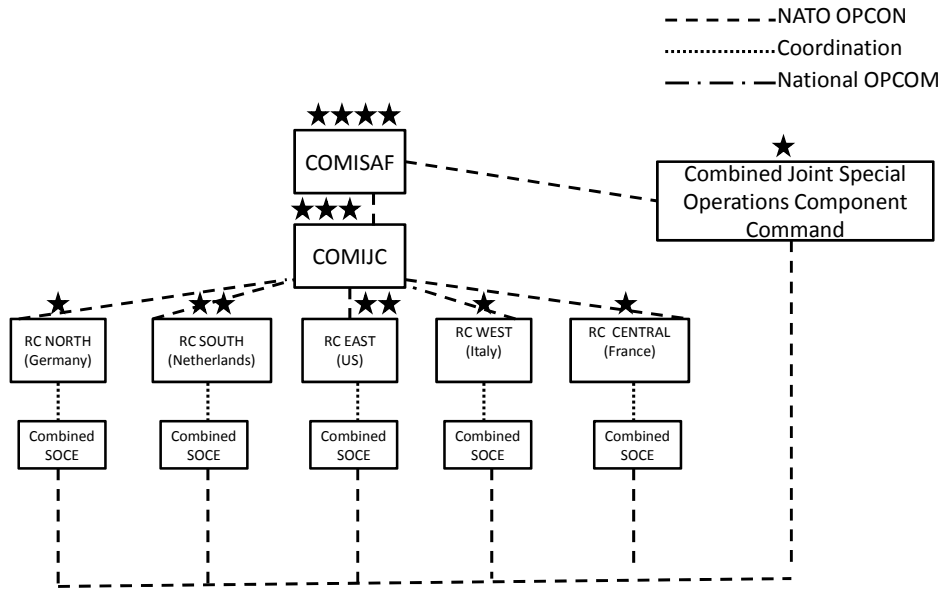 NATO OPCON
Coordination
National OPCOM
COMISAF
Combined Joint Special
Operations Component
Command
COMIJC
RC NORTH
(Germany)
RC SOUTH
(Netherlands)
RC EAST
(US)
RC WEST
(Italy)
RC CENTRAL
(France)
Combined
SOCE
Combined
SOCE
Combined
SOCE
Combined
SOCE
Combined
SOCE